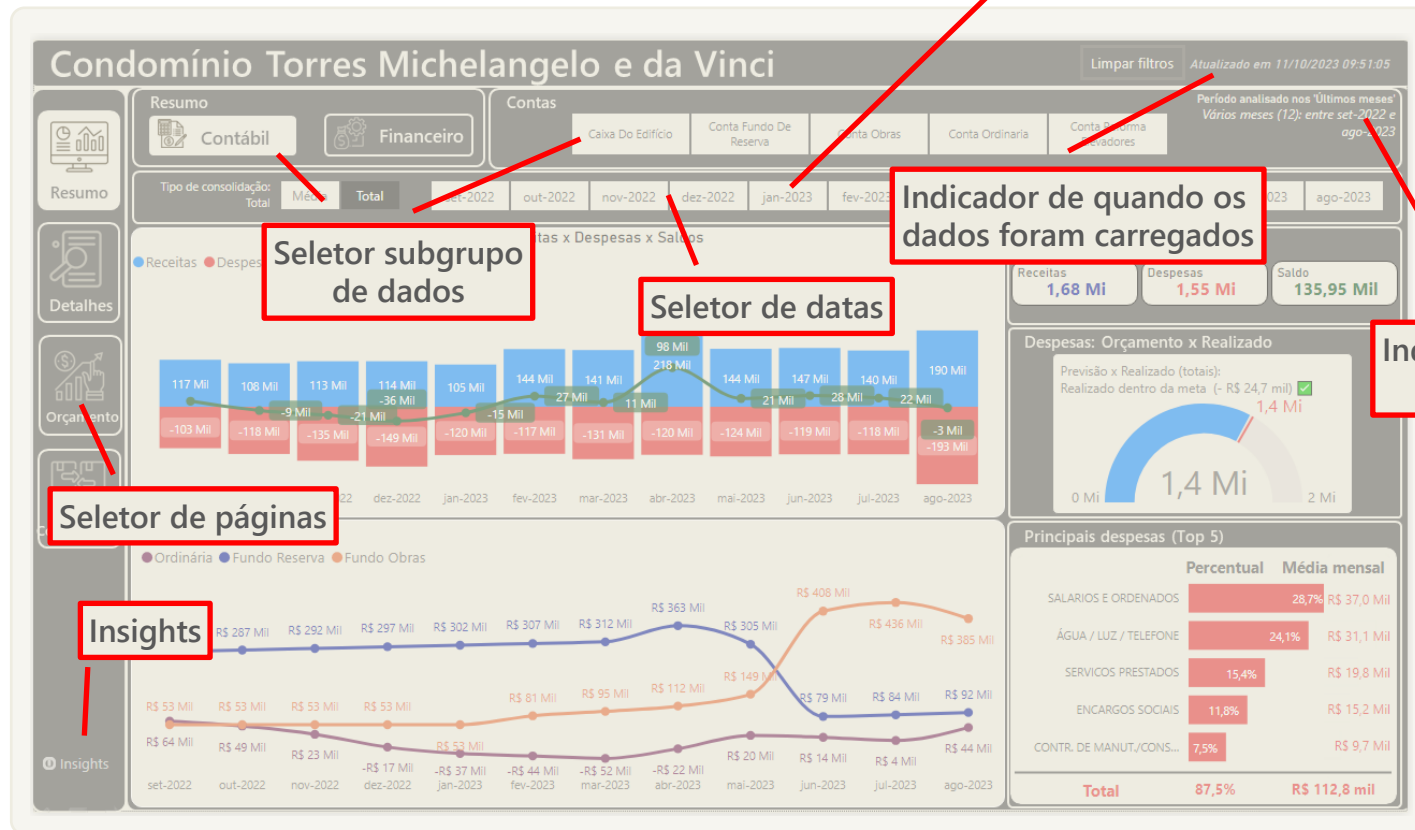 Condomínio Torres Michelangelo e da Vinci
Limpar filtros
Atualizado em 11/10/2023 09:51:05
Resumo
Contábil
Financeiro
Contas
Caixa Do Edifício
Conta Fundo De
Reserva
Conta Obras
Conta Ordinaria
Conta Reforma
Elevadores
Período analisado nos 'Últimos meses'
Vários meses (12): entre set-2022 e
ago-2023
Resumo
Tipo de consolidação:
Total
Média
Total
set-2022
out-2022
nov-2022
dez-2022
jan-2023
fev-2023
ago-2023
Indicador de quando os
dados foram carregados
Seletor subgrupo
de dados
Seletor de datas
x Despesas x Saldos
Receitas
Detalhes
Receitas
1,68 Mi
Despesas
1,55 Mi
Saldo
135,95 Mil
117 Mil
108 Mil
113 Mil
114 Mil
105 Mil
144 Mil
141 Mil
218 Mil
144 Mil
147 Mil
140 Mil
190 Mil
-9 Mil
-21 Mil
-36 Mil
-15 Mil
27 Mil
11 Mil
98 Mil
21 Mil
28 Mil
22 Mil
-3 Mil
-103 Mil
-118 Mil
-135 Mil
-149 Mil
-120 Mil
-117 Mil
-131 Mil
-120 Mil
-124 Mil
-119 Mil
-118 Mil
-193 Mil
dez-2022
jan-2023
fev-2023
mar-2023
abr-2023
mai-2023
jun-2023
jul-2023
ago-2023
Despesas: Orçamento x Realizado
Previsão x Realizado (totais):
Realizado dentro da meta (- R$ 24,7 mil) ✅
1,4 Mi
1,4 Mi
0 Mi
2 Mi
Orçamento
Seletor de páginas
Insights
Insights
Ordinária
Fundo Reserva
Fundo Obras
R$ 287 Mil
R$ 292 Mil
R$ 297 Mil
R$ 302 Mil
R$ 307 Mil
R$ 312 Mil
R$ 363 Mil
R$ 305 Mil
R$ 79 Mil
R$ 84 Mil
R$ 92 Mil
R$ 53 Mil
R$ 53 Mil
R$ 53 Mil
R$ 53 Mil
R$ 53 Mil
R$ 81 Mil
R$ 95 Mil
R$ 112 Mil
R$ 149 Mil
R$ 408 Mil
R$ 436 Mil
R$ 385 Mil
R$ 64 Mil
R$ 49 Mil
R$ 23 Mil
-R$ 17 Mil
-R$ 37 Mil
-R$ 44 Mil
-R$ 52 Mil
-R$ 22 Mil
R$ 20 Mil
R$ 14 Mil
R$ 4 Mil
R$ 44 Mil
set-2022
out-2022
nov-2022
dez-2022
jan-2023
fev-2023
mar-2023
abr-2023
mai-2023
jun-2023
jul-2023
ago-2023
Principais despesas (Top 5)
Percentual Média mensal
SALARIOS E ORDENADOS 28,7% R$ 37,0 Mil
ÁGUA / LUZ / TELEFONE 24,1% R$ 31,1 Mil
SERVICOS PRESTADOS 15,4% R$ 19,8 Mil
ENCARGOS SOCIAIS 11,8% R$ 15,2 Mil
CONTR. DE MANUT./CONS... 7,5% R$ 9,7 Mil
Total 87,5% R$ 112,8 mil